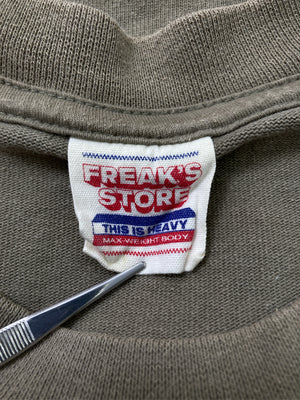 FREAK'S
STORE
THIS IS HEAVY
MAX-WEIGHT BODY